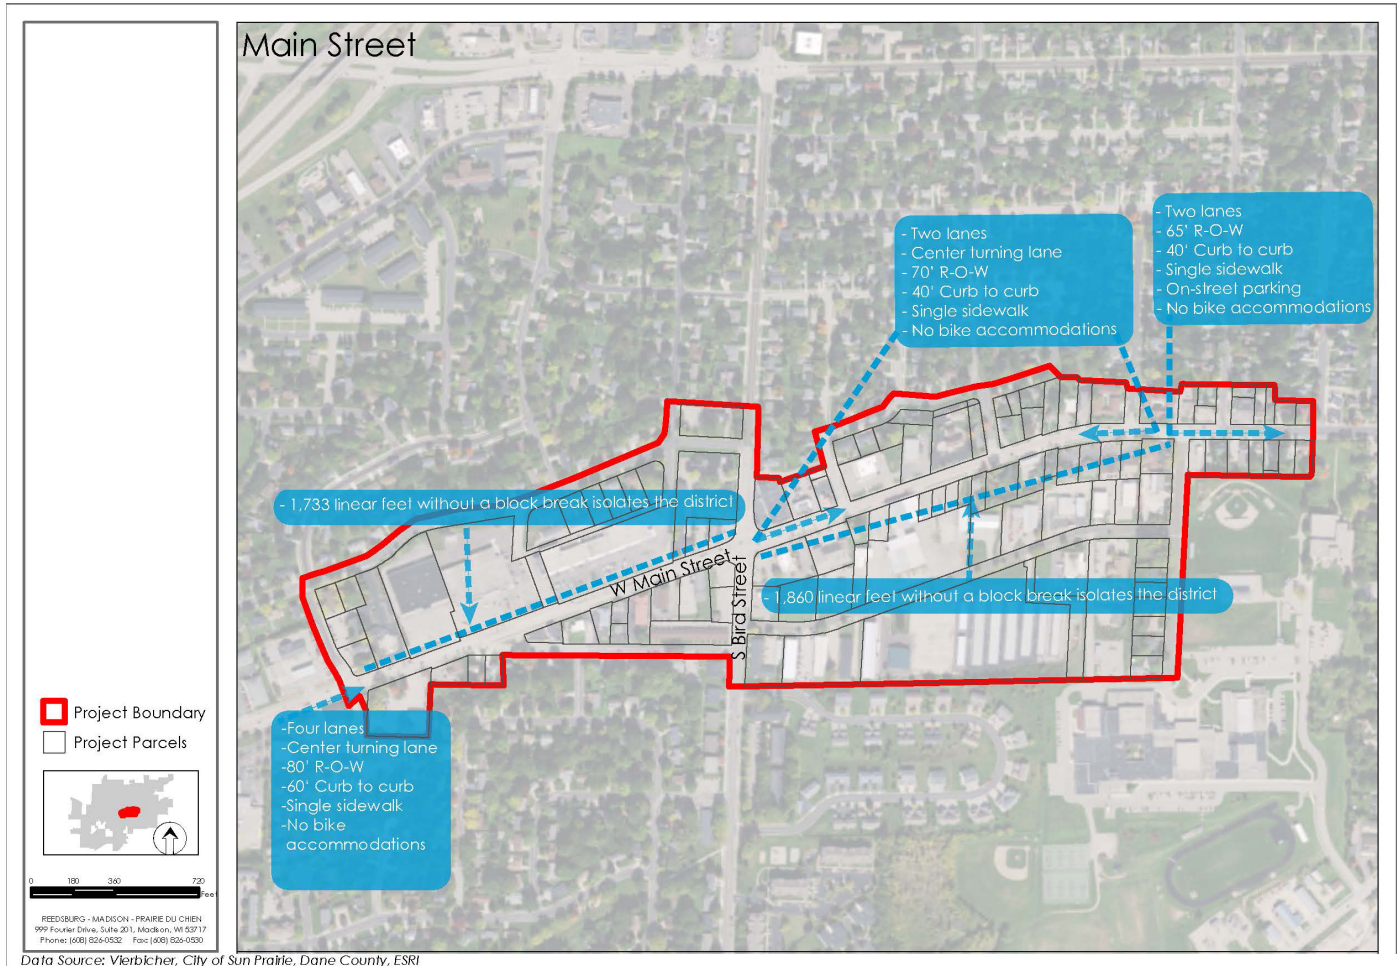 Main Street
- Two lanes
- Center turning lane
- 70' R-O-W
- 40' Curb to curb
- Single sidewalk
- No bike accommodations
- Two lanes
- 65' R-O-W
- 40' Curb to curb
- Single sidewalk
- On-street parking
- No bike accommodations
- 1,733 linear feet without a block break isolates the district
W Main Street
S Bird Street
- 1,860 linear feet without a block break isolates the district
-Four lanes
-Center turning lane
-80' R-O-W
-60' Curb to curb
-Single sidewalk
-No bike
accommodations
Project Boundary
Project Parcels
0 180 360 720
Feet
REEDSBURG - MADISON - PRAIRIE DU CHIEN
999 Fourier Drive, Suite 201, Madison, WI 53717
Phone: (608) 826-0532 Fax: (608) 826-0530
Data Source: Vierbicher, City of Sun Prairie, Dane County, ESRI